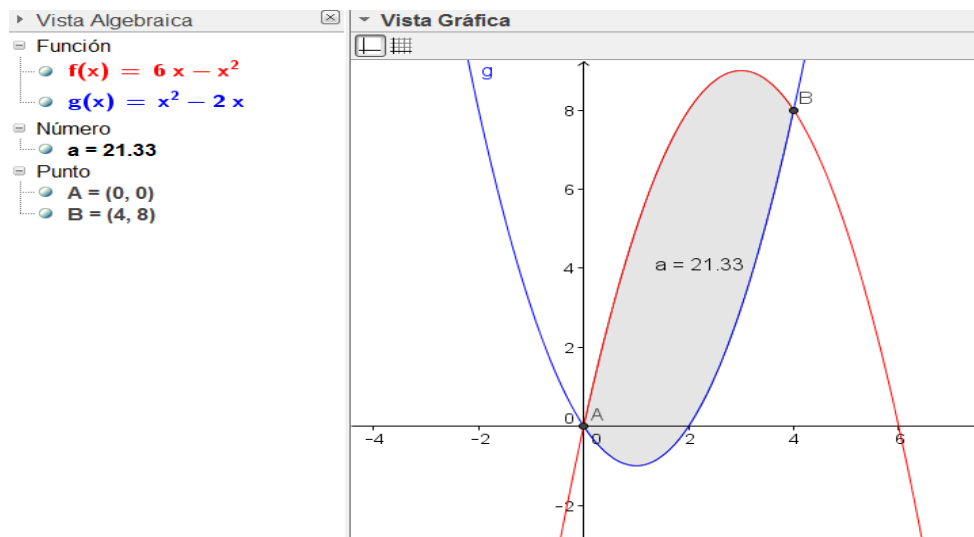 Vista Algebraica
Función
f(x) = 6 x − x²
g(x) = x² − 2 x
Número
a = 21.33
Punto
A = (0, 0)
B = (4, 8)
Vista Gráfica
g
8
B
6
4
a = 21.33
2
0
A
-4
-2
0
2
4
6
-2